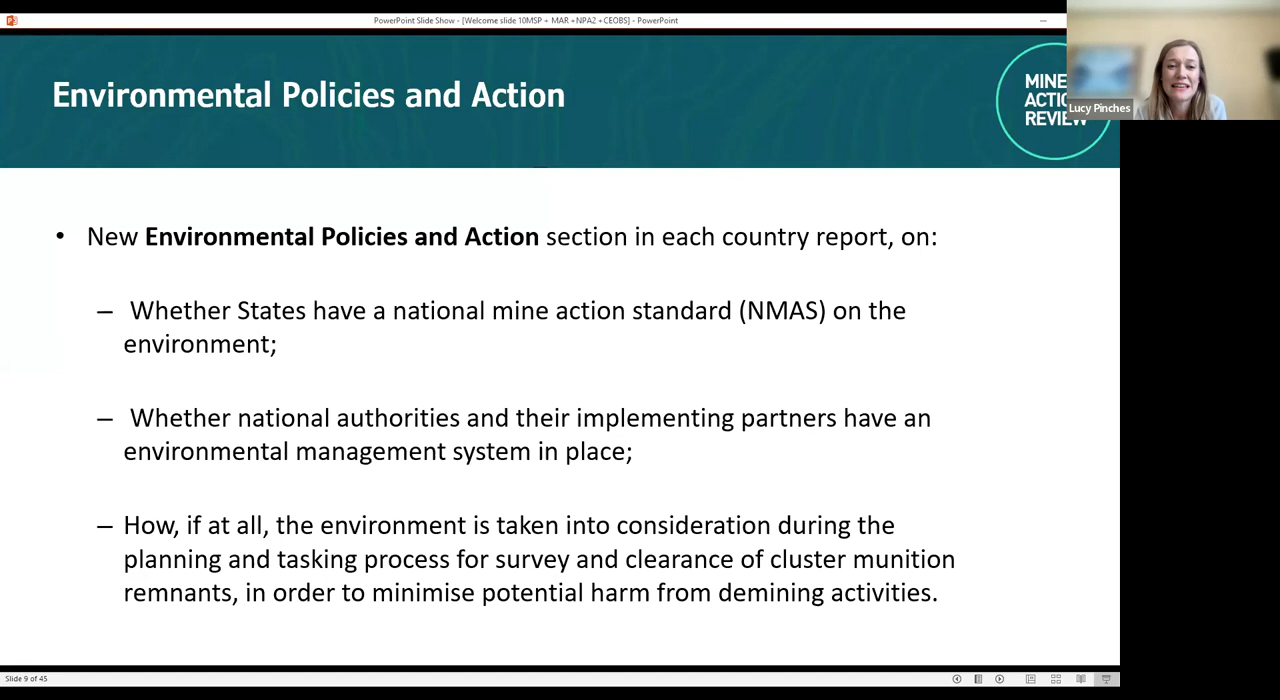 PowerPoint Slide Show - [Welcome slide 10MSP + MAR +NPA2 +CEOBS] - PowerPoint
Environmental Policies and Action
MINE
ACTIO
REVIEW
Lucy Pinches
• New Environmental Policies and Action section in each country report, on:
– Whether States have a national mine action standard (NMAS) on the
environment;
– Whether national authorities and their implementing partners have an
environmental management system in place;
– How, if at all, the environment is taken into consideration during the
planning and tasking process for survey and clearance of cluster munition
remnants, in order to minimise potential harm from demining activities.
Slide 9 of 45